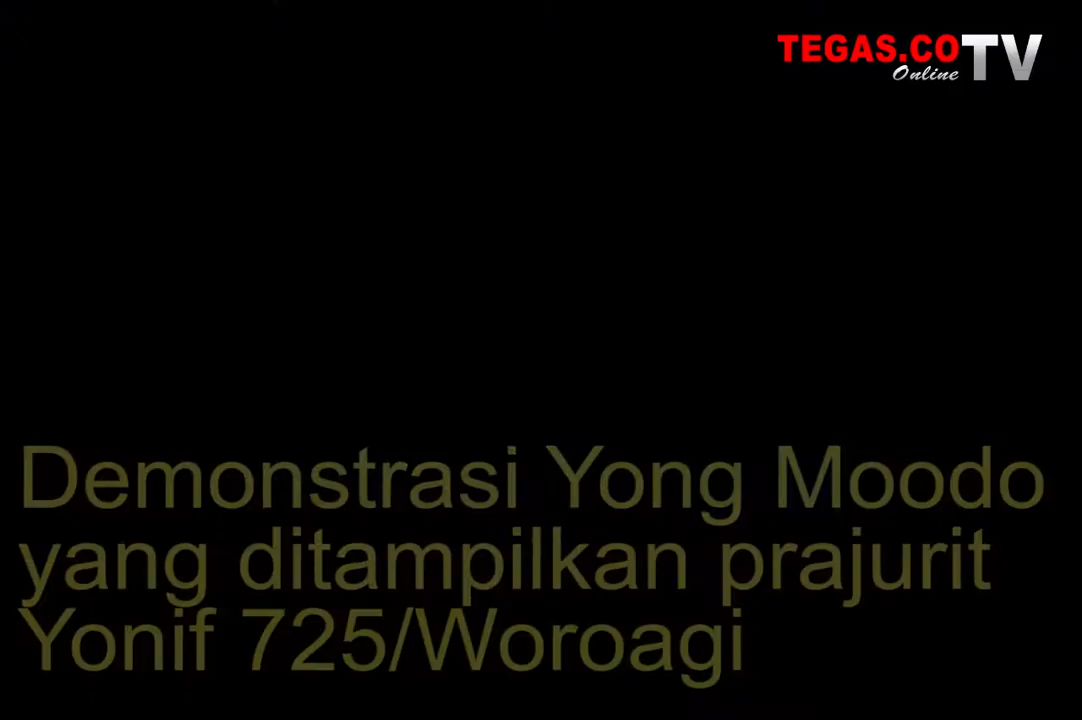 TEGAS.CO TV
Online
Demonstrasi Yong Moodo
yang ditampilkan prajurit
Yonif 725/Woroagi